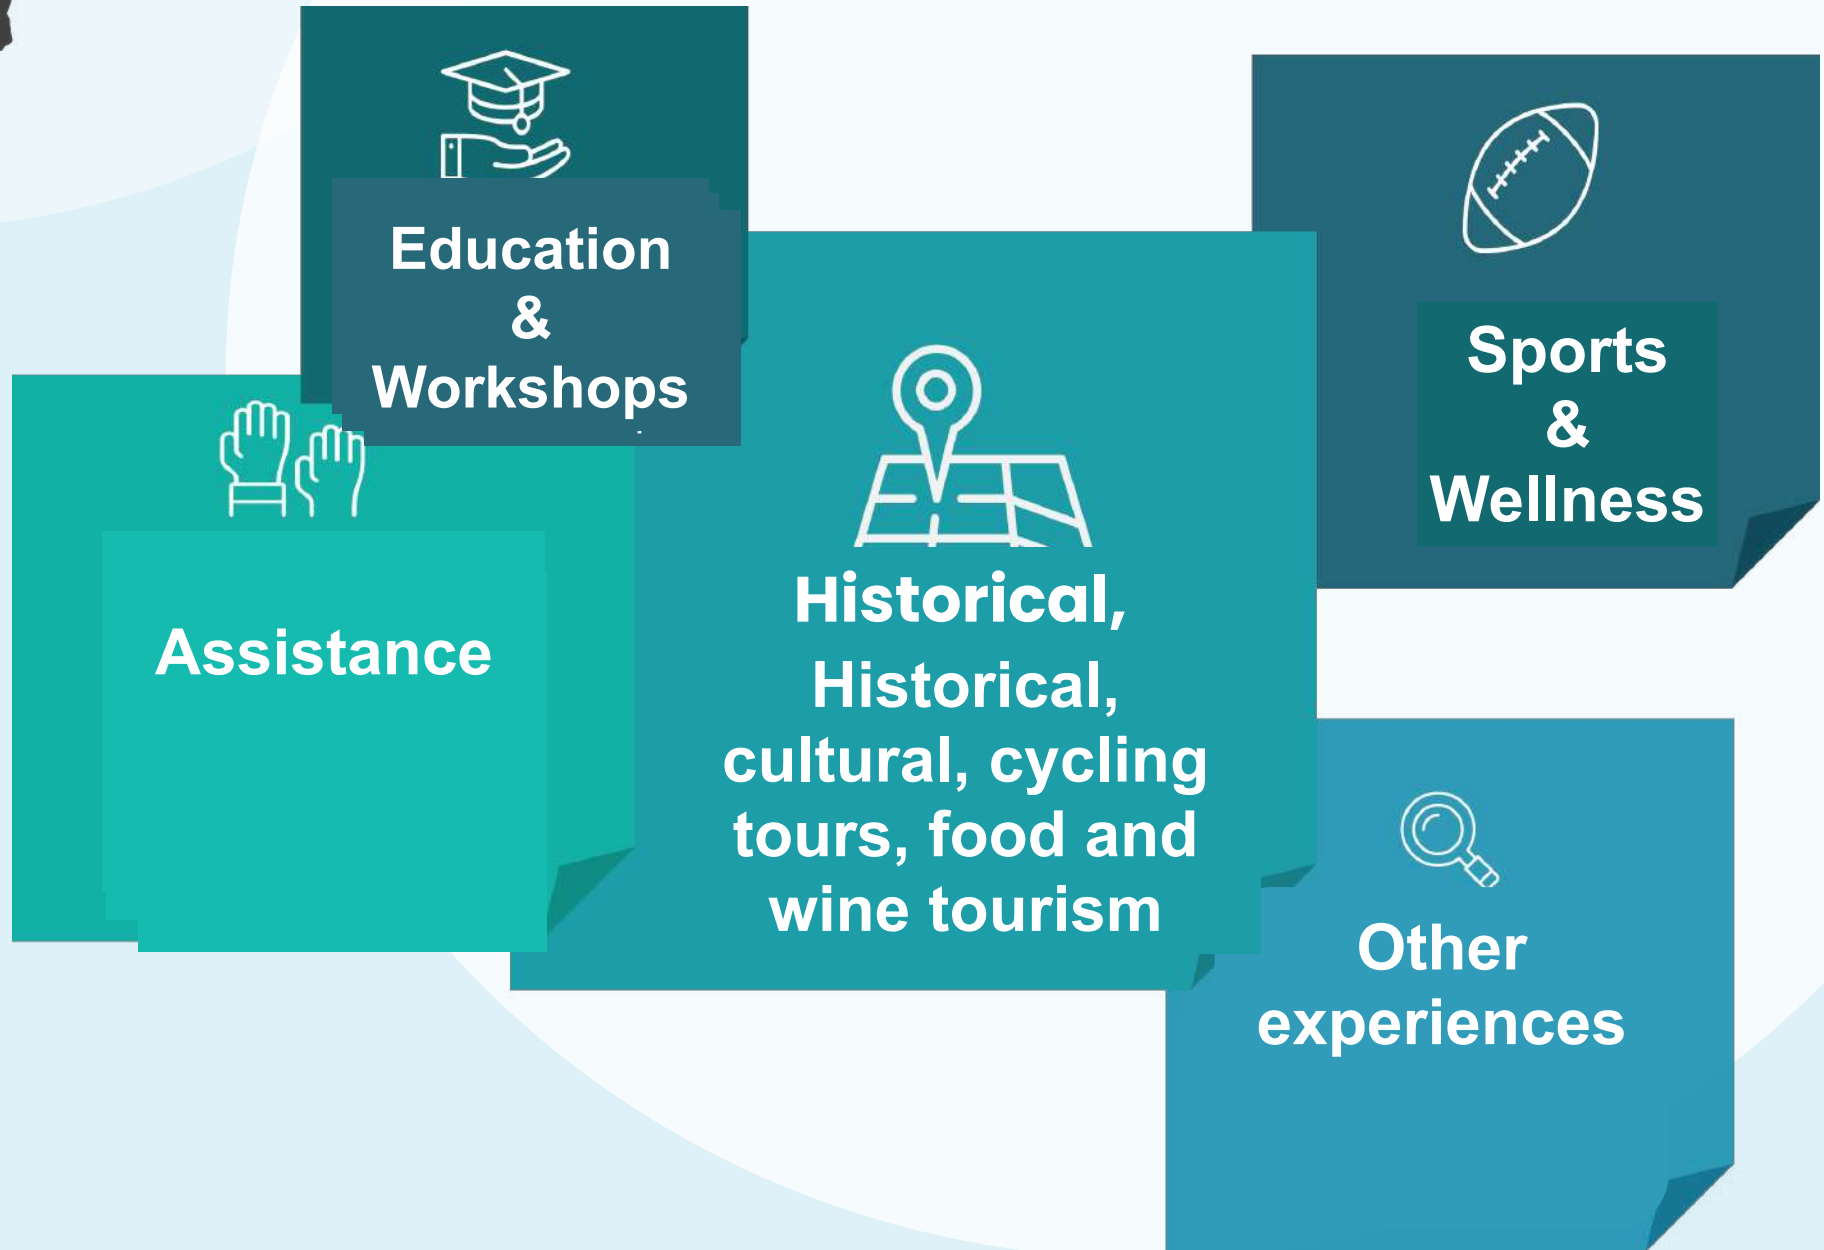 Education
&
Workshops
Sports
&
Wellness
Assistance
Historical,
Historical,
cultural, cycling
tours, food and
wine tourism
Other
experiences